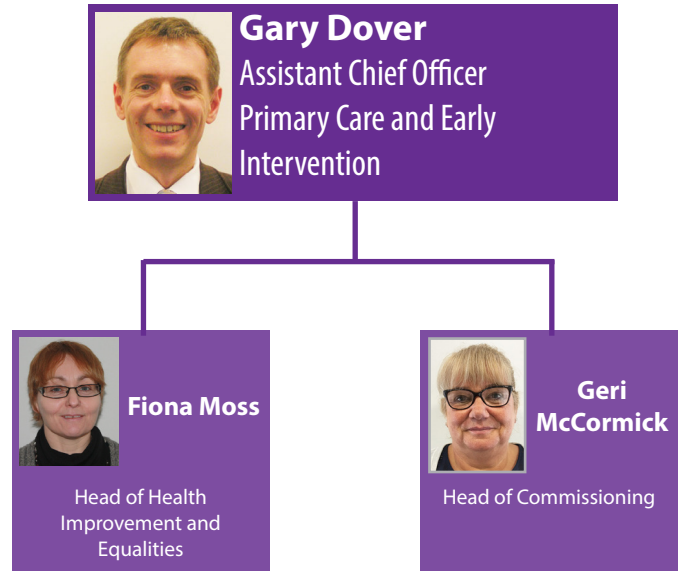 Gary Dover
Assistant Chief Officer
Primary Care and Early
Intervention
Fiona Moss
Head of Health
Improvement and
Equalities
Geri
McCormick
Head of Commissioning